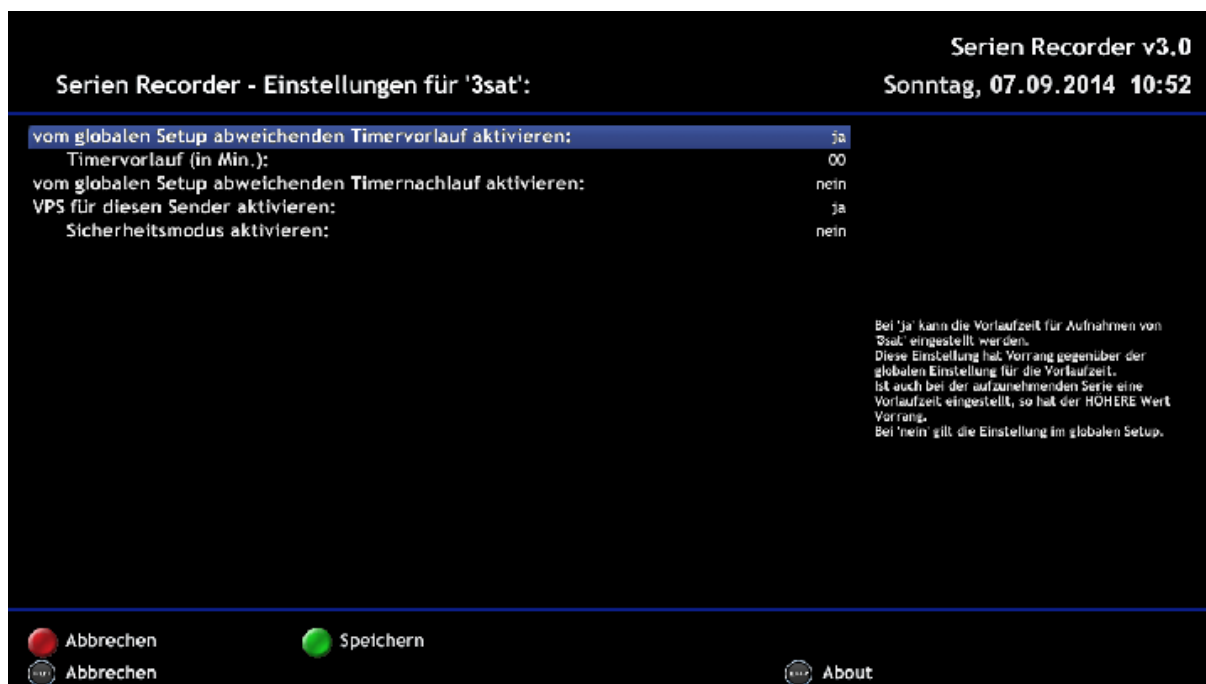 Serien Recorder v3.0
Serien Recorder - Einstellungen für '3sat':
Sonntag, 07.09.2014 10:52
vom globalen Setup abweichenden Timervorlauf aktivieren: ja
Timervorlauf (in Min.): 00
vom globalen Setup abweichenden Timernachlauf aktivieren: nein
VPS für diesen Sender aktivieren: ja
Sicherheitsmodus aktivieren: nein
Bei 'ja' kann die Vorlaufzeit für Aufnahmen von
'3sat' eingestellt werden.
Diese Einstellung hat Vorrang gegenüber der
globalen Einstellung für die Vorlaufzeit.
Ist auch bei der aufzunehmenden Serie eine
Vorlaufzeit eingestellt, so hat der HÖHERE Wert
Vorrang.
Bei 'nein' gilt die Einstellung im globalen Setup.
Abbrechen
Speichern
Abbrechen
About